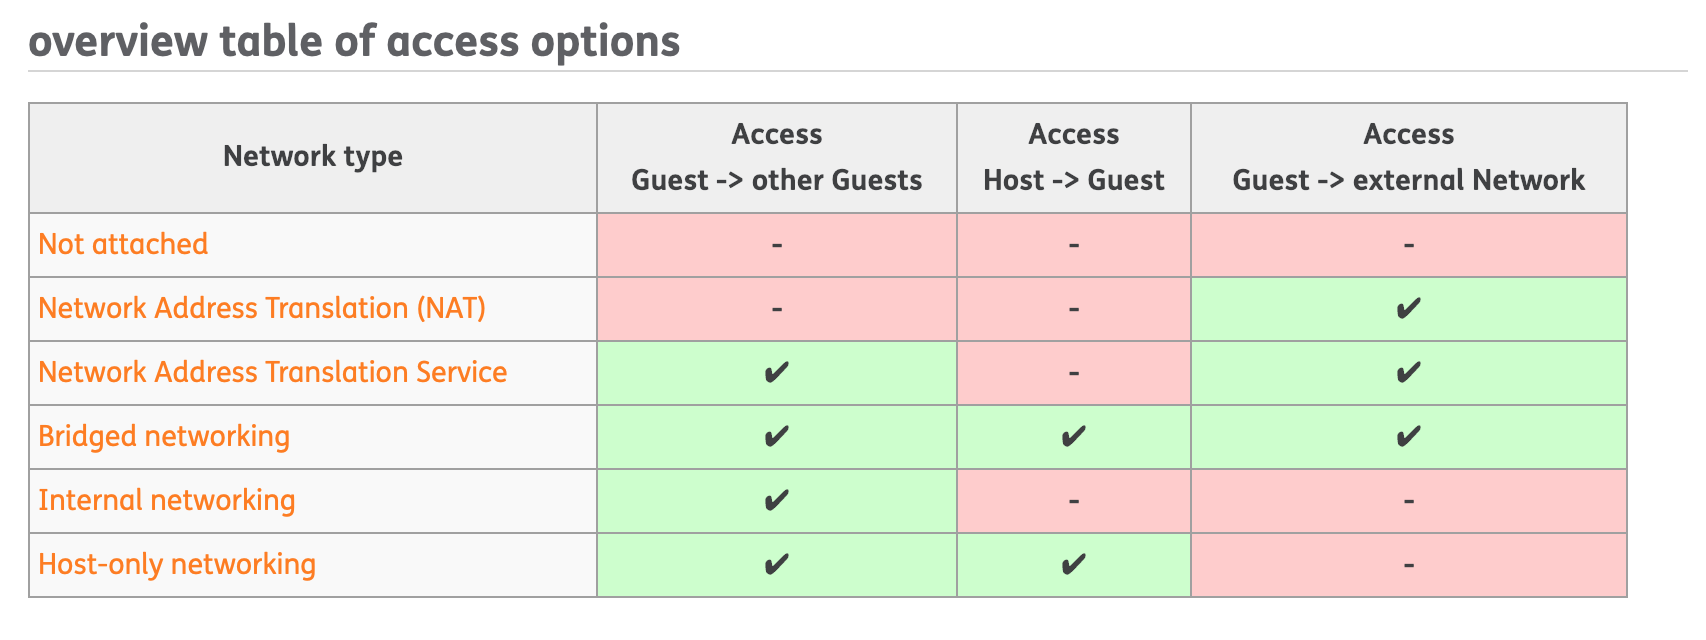 overview table of access options
Network type
Access
Guest -> other Guests
Access
Host -> Guest
Access
Guest -> external Network
Not attached - - -
Network Address Translation (NAT) - - ✔
Network Address Translation Service ✔ - ✔
Bridged networking ✔ ✔ ✔
Internal networking ✔ - -
Host-only networking ✔ ✔ -